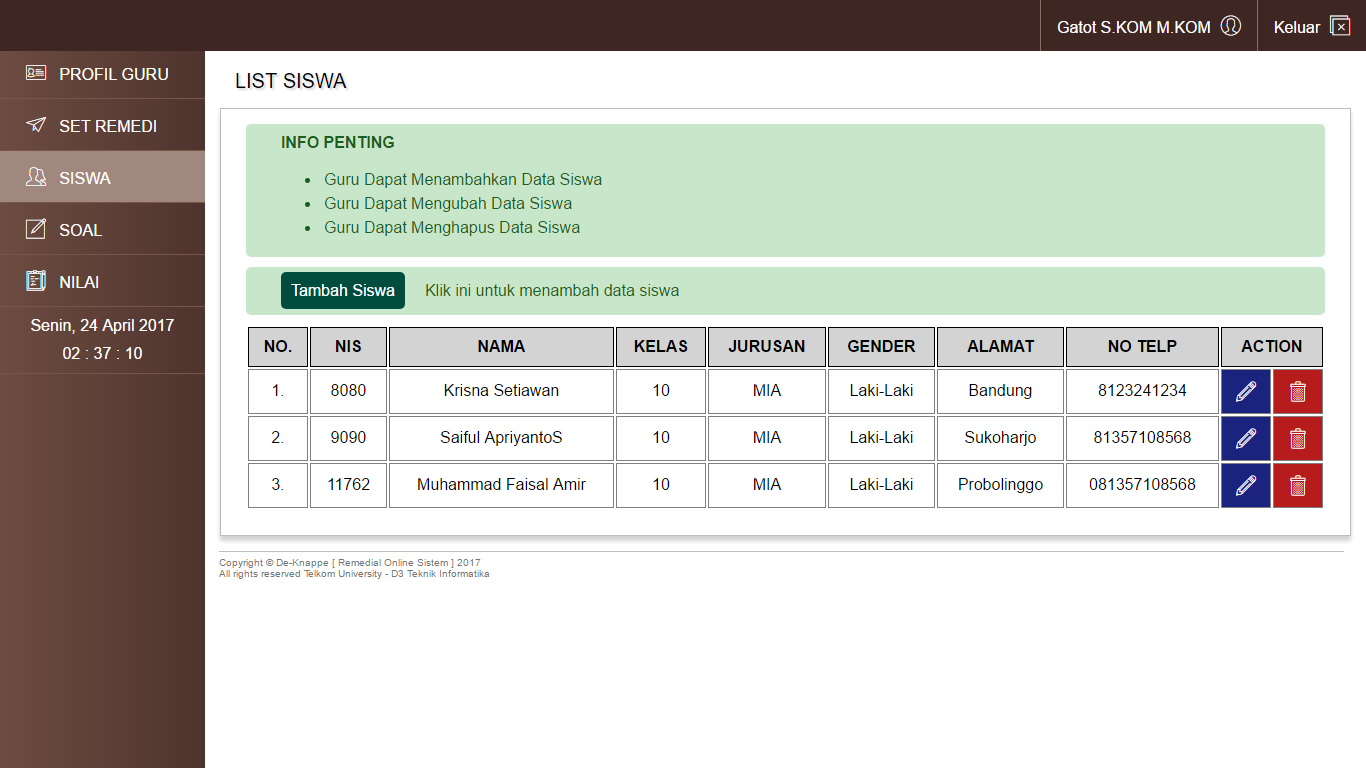 Gatot S.KOM M.KOM Keluar
PROFIL GURU
SET REMEDI
SISWA
SOAL
NILAI
Senin, 24 April 2017
02 : 37 : 10
LIST SISWA
INFO PENTING
• Guru Dapat Menambahkan Data Siswa
• Guru Dapat Mengubah Data Siswa
• Guru Dapat Menghapus Data Siswa
Tambah Siswa Klik ini untuk menambah data siswa
NO. NIS NAMA KELAS JURUSAN GENDER ALAMAT NO TELP ACTION
1. 8080 Krisna Setiawan 10 MIA Laki-Laki Bandung 8123241234
2. 9090 Saiful ApriyantoS 10 MIA Laki-Laki Sukoharjo 81357108568
3. 11762 Muhammad Faisal Amir 10 MIA Laki-Laki Probolinggo 081357108568
Copyright © De-Knappe [ Remedial Online Sistem ] 2017
All rights reserved Telkom University - D3 Teknik Informatika